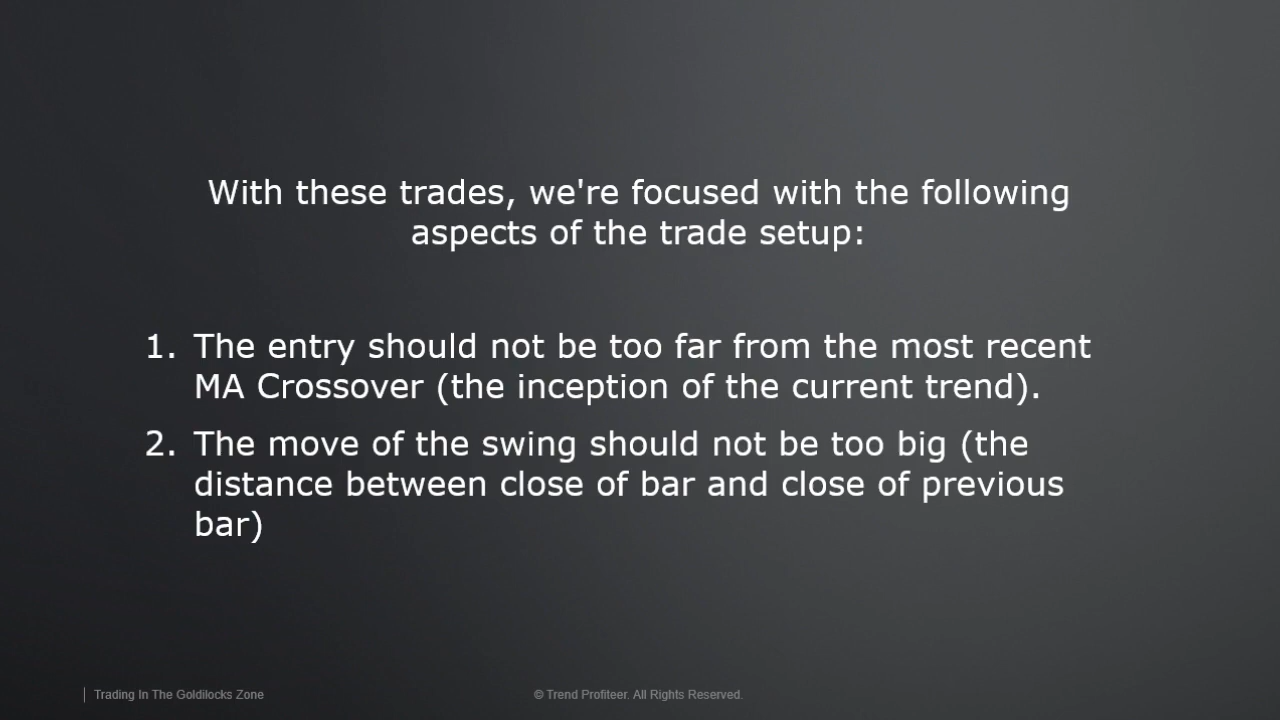 With these trades, we're focused with the following
aspects of the trade setup:
1. The entry should not be too far from the most recent
MA Crossover (the inception of the current trend).
2. The move of the swing should not be too big (the
distance between close of bar and close of previous
bar)
Trading In The Goldilocks Zone
© Trend Profiteer. All Rights Reserved.